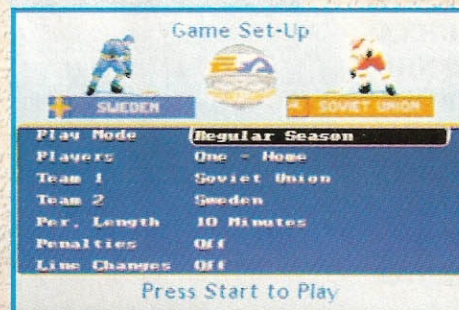 Game Set-Up
SWEDEN
SOVIET UNION
Play Mode Regular Season
Players One - Home
Team 1 Soviet Union
Team 2 Sweden
Per. Length 10 Minutes
Penalties Off
Line Changes Off
Press Start to Play